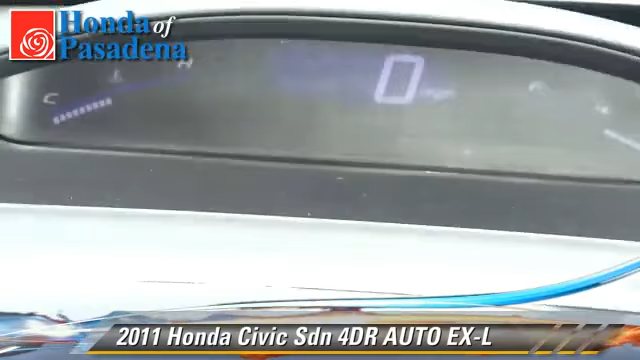 Honda of
Pasadena
C
H
0
2011 Honda Civic Sdn 4DR AUTO EX-L